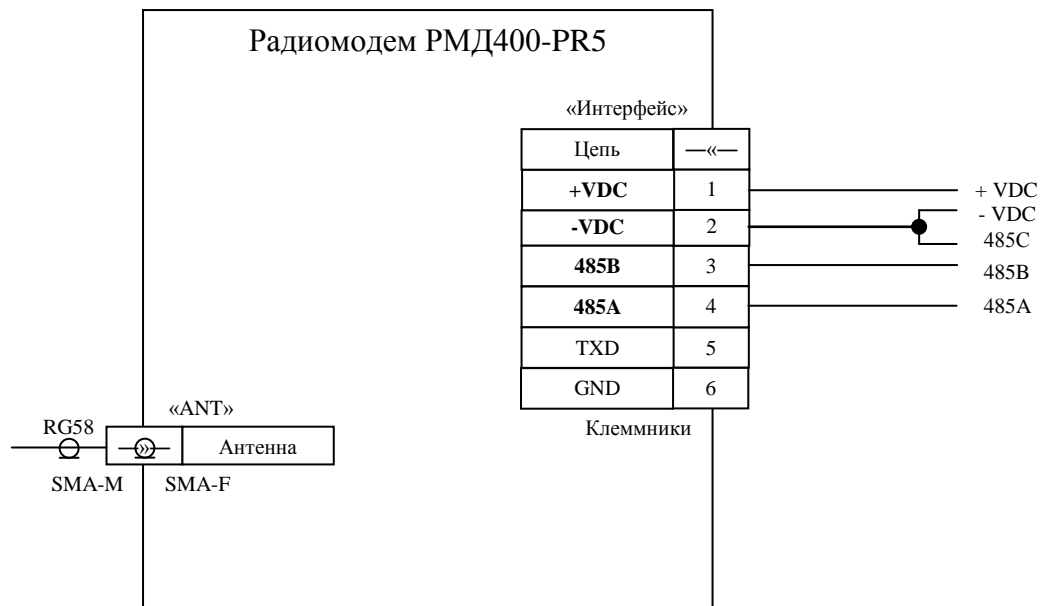 Радиомодем РМД400-PR5
«Интерфейс»
Цепь —«—
+VDC 1 + VDC
-VDC 2 - VDC
485C
485B 3 485B
485A 4 485A
TXD 5
GND 6
Клеммники
«ANT»
RG58
—»— Антенна
SMA-M SMA-F